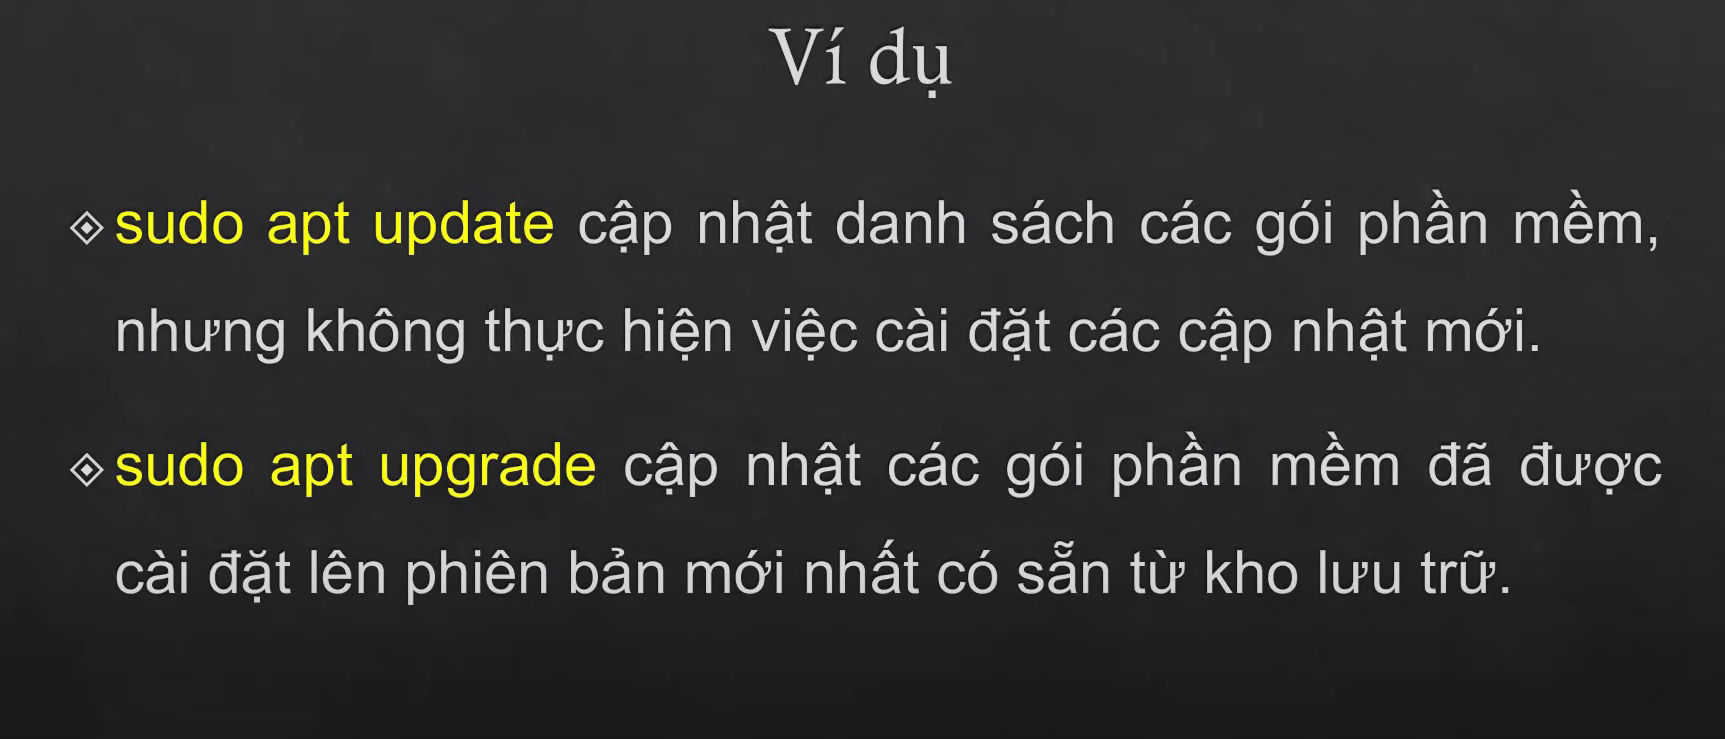 Ví dụ
sudo apt update cập nhật danh sách các gói phần mềm,
nhưng không thực hiện việc cài đặt các cập nhật mới.
sudo apt upgrade cập nhật các gói phần mềm đã được
cài đặt lên phiên bản mới nhất có sẵn từ kho lưu trữ.